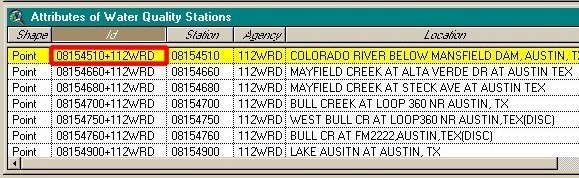 Attributes of Water Quality Stations
Shape Id Station Agency Location
Point 08154510+112WRD 08154510 112WRD COLORADO RIVER BELOW MANSFIELD DAM, AUSTIN, T
Point 08154660+112WRD 08154660 112WRD MAYFIELD CREEK AT ALTA VERDE DR AT AUSTIN TEX
Point 08154680+112WRD 08154680 112WRD MAYFIELD CREEK AT STECK AVE AT AUSTIN TEX
Point 08154700+112WRD 08154700 112WRD BULL CREEK AT LOOP360 NR AUSTIN, TX
Point 08154750+112WRD 08154750 112WRD WEST BULL CR AT LOOP360 NR AUSTIN,TEX(DISC)
Point 08154760+112WRD 08154760 112WRD BULL CR AT FM2222,AUSTIN,TEX(DISC)
Point 08154900+112WRD 08154900 112WRD LAKE AUSITN AT AUSTIN, TX